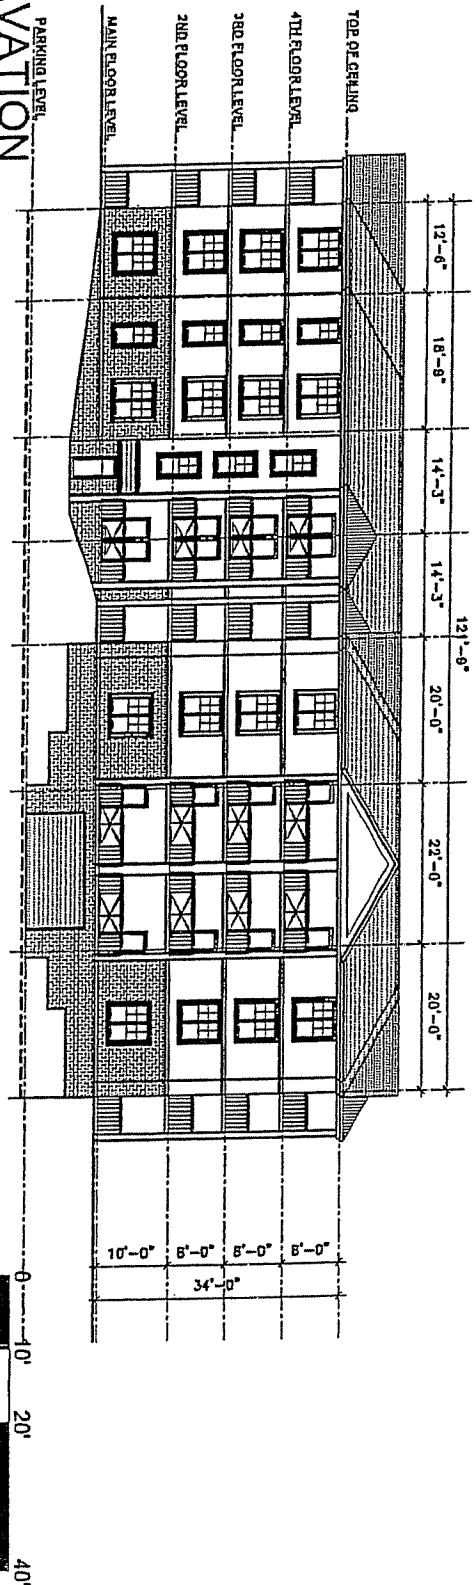 121'-8"
12'-6" 18'-8" 14'-3" 14'-3" 20'-0" 22'-0" 20'-0"
TOP OF CEILING
4TH FLOOR LEVEL
3RD FLOOR LEVEL
2ND FLOOR LEVEL
MAIN FLOOR LEVEL
PARKING LEVEL
8'-0"
8'-0"
8'-0"
10'-0"
34'-0"
VATION
0 10' 20' 40'